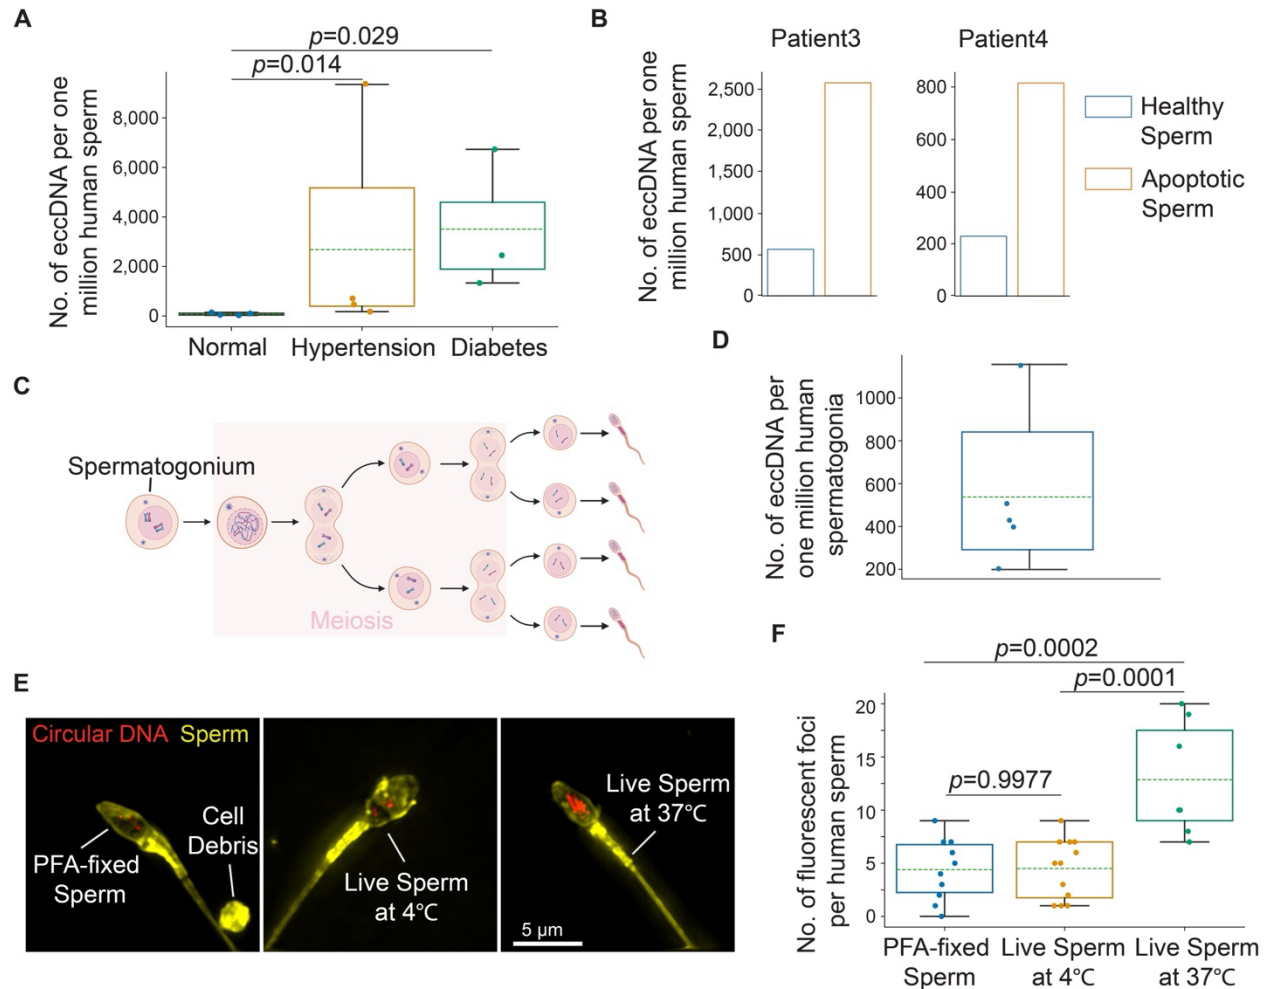 A
p=0.029
p=0.014
No. of eccDNA per one
million human sperm
8,000
6,000
4,000
2,000
0
Normal
Hypertension
Diabetes
B
Patient3
Patient4
No. of eccDNA per one
million human sperm
2,500
2,000
1,500
1,000
500
0
800
600
400
200
0
Healthy
Sperm
Apoptotic
Sperm
C
Spermatogonium
Meiosis
D
No. of eccDNA per
one million human
spermatogonia
1000
800
600
400
200
E
Circular DNA Sperm
PFA-fixed
Sperm
Cell
Debris
Live Sperm
at 4℃
Live Sperm
at 37℃
5 μm
F
p=0.0002
p=0.0001
p=0.9977
No. of fluorescent foci
per human sperm
20
15
10
5
0
PFA-fixed
Sperm
Live Sperm
at 4℃
Live Sperm
at 37℃